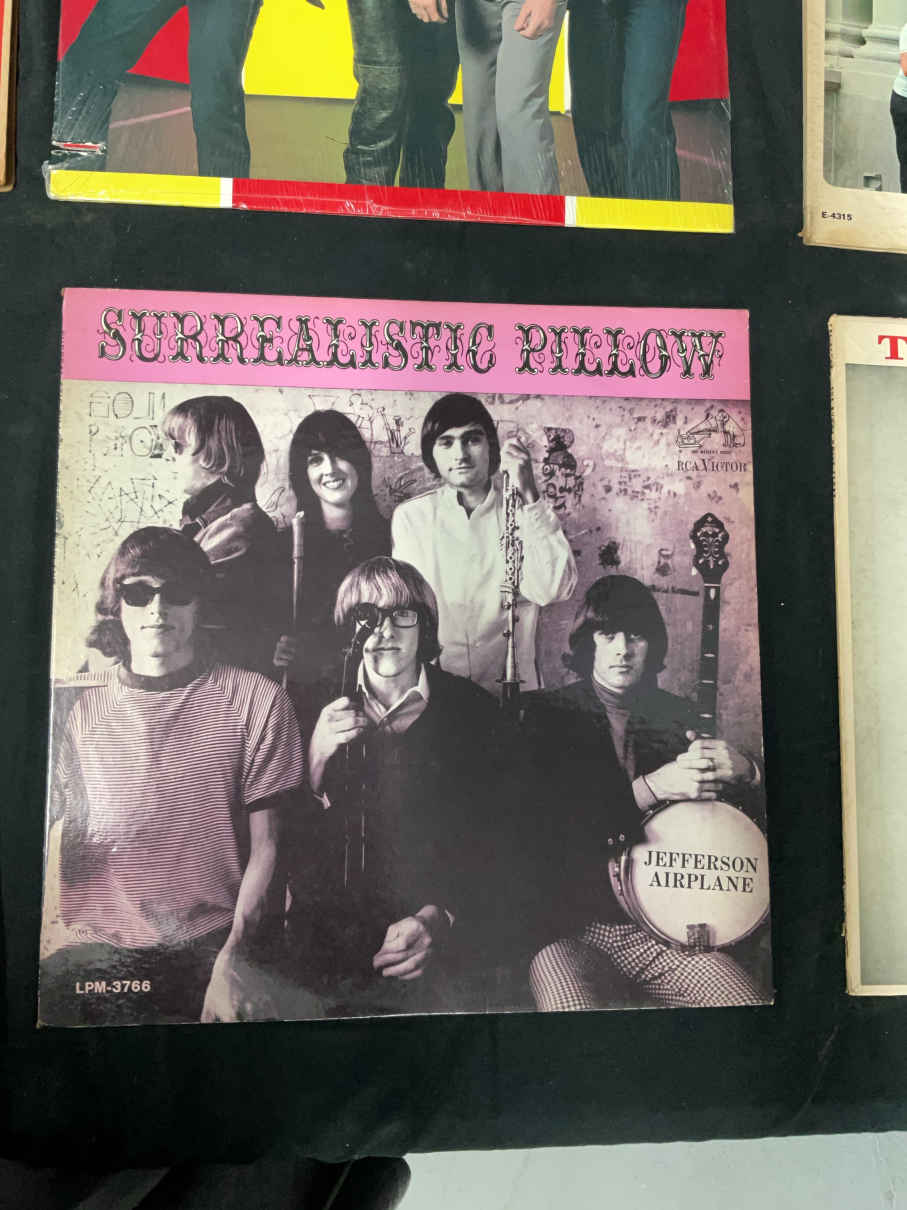 E-4315
SURREALISTIC PILLOW
T
RCA VICTOR
JEFFERSON
AIRPLANE
LPM-3766